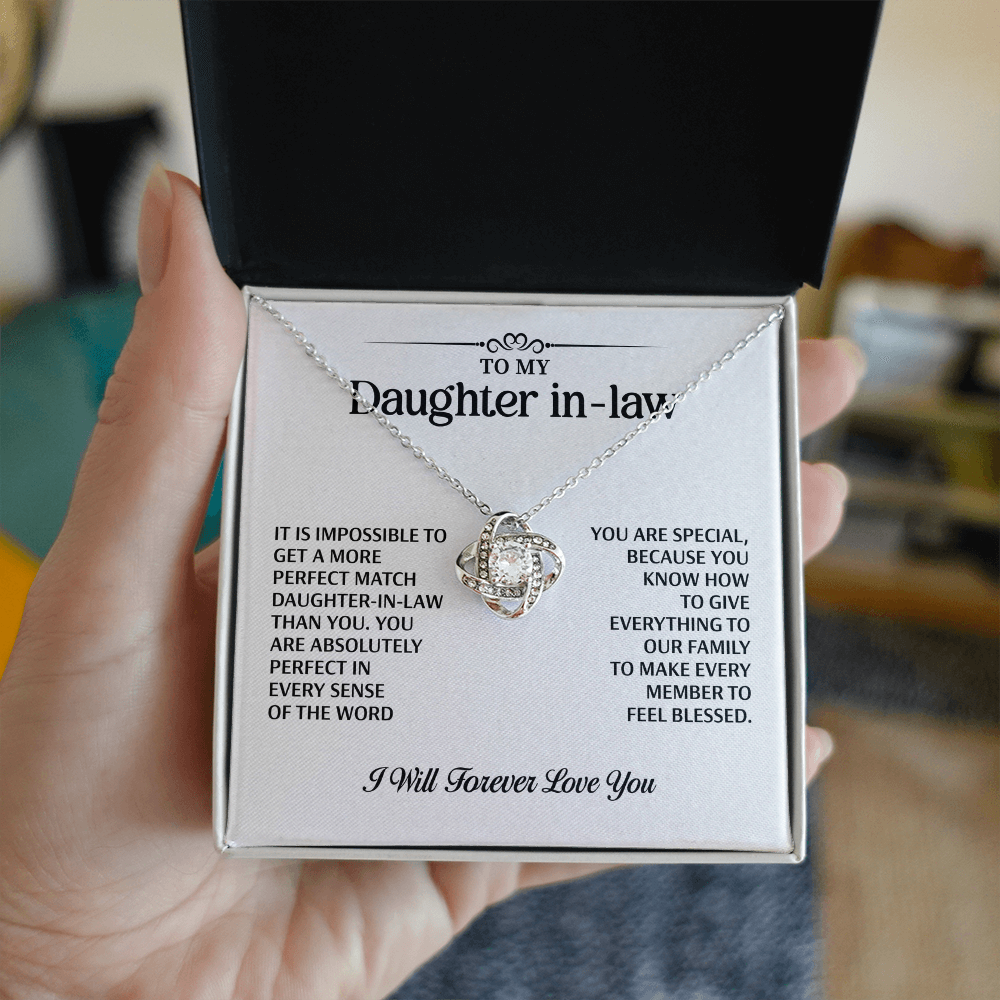 TO MY
Daughter in-law
IT IS IMPOSSIBLE TO
GET A MORE
PERFECT MATCH
DAUGHTER-IN-LAW
THAN YOU. YOU
ARE ABSOLUTELY
PERFECT IN
EVERY SENSE
OF THE WORD
YOU ARE SPECIAL,
BECAUSE YOU
KNOW HOW
TO GIVE
EVERYTHING TO
OUR FAMILY
TO MAKE EVERY
MEMBER TO
FEEL BLESSED.
I Will Forever Love You